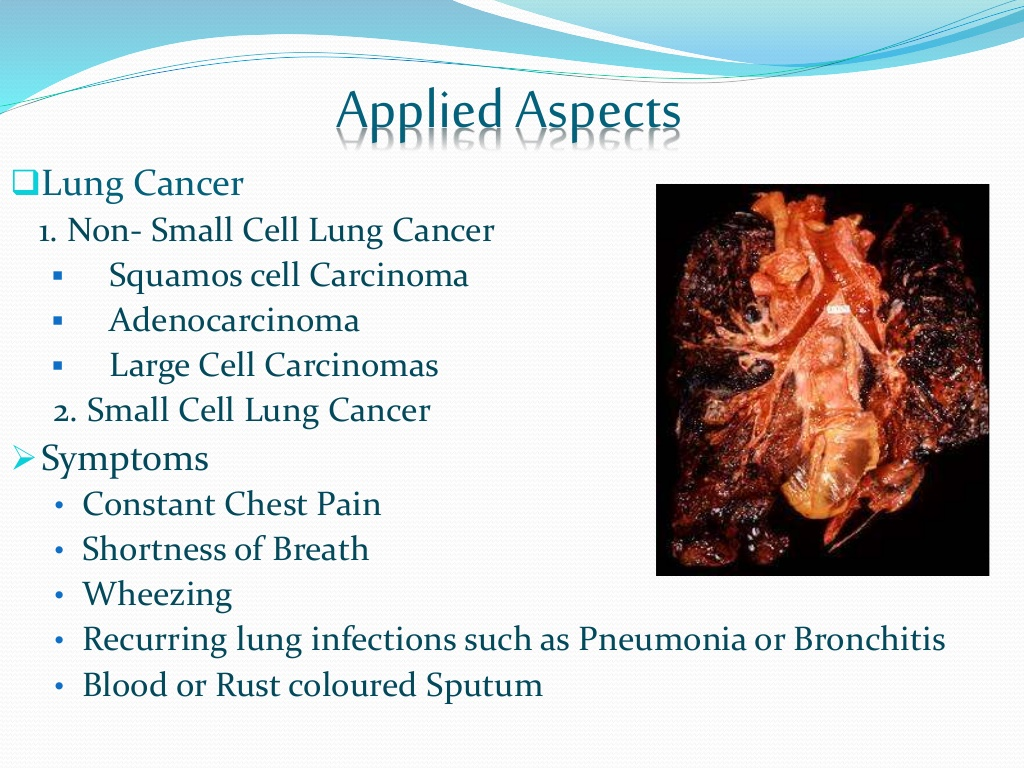 Applied Aspects
Lung Cancer
1. Non- Small Cell Lung Cancer
Squamos cell Carcinoma
Adenocarcinoma
Large Cell Carcinomas
2. Small Cell Lung Cancer
Symptoms
Constant Chest Pain
Shortness of Breath
Wheezing
Recurring lung infections such as Pneumonia or Bronchitis
Blood or Rust coloured Sputum